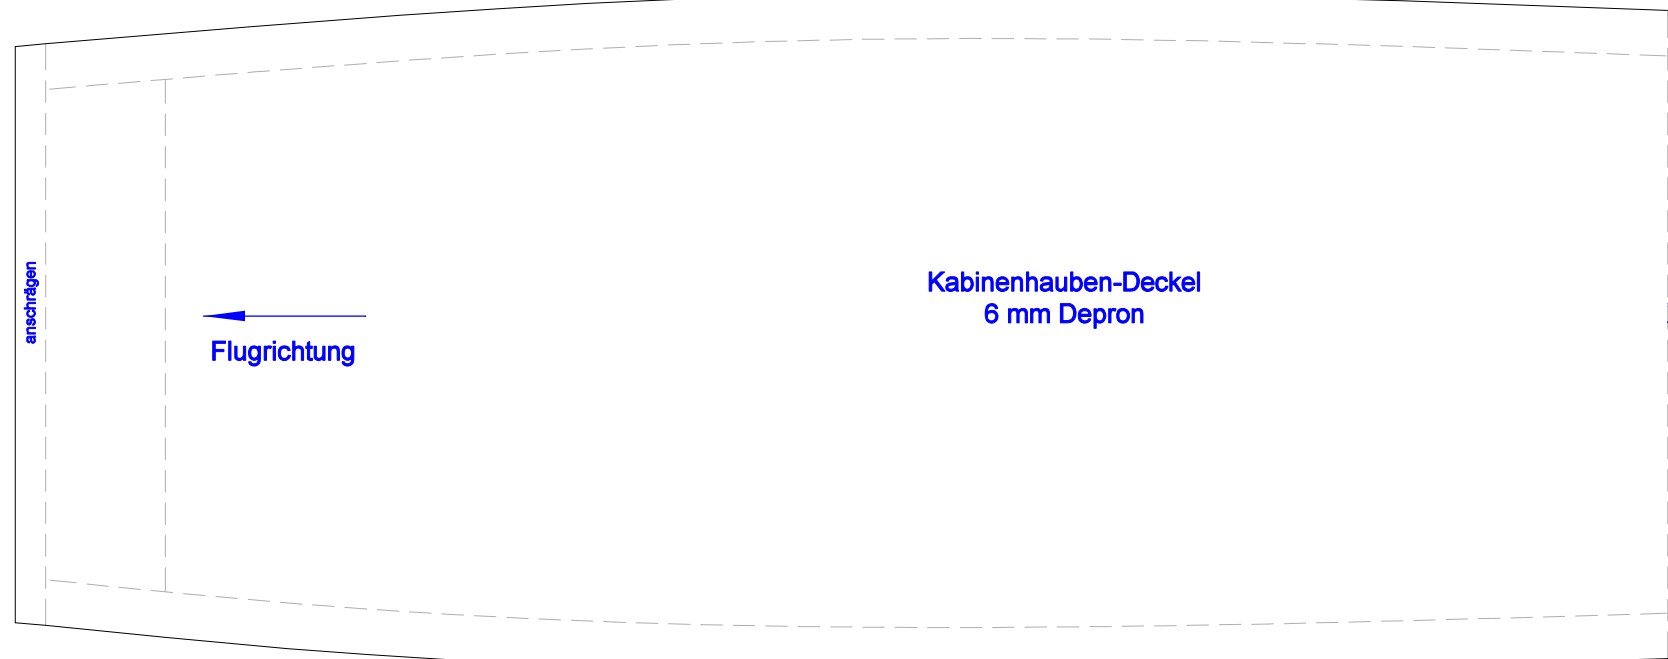 anschrägen
Flugrichtung
Kabinenhauben-Deckel
6 mm Depron